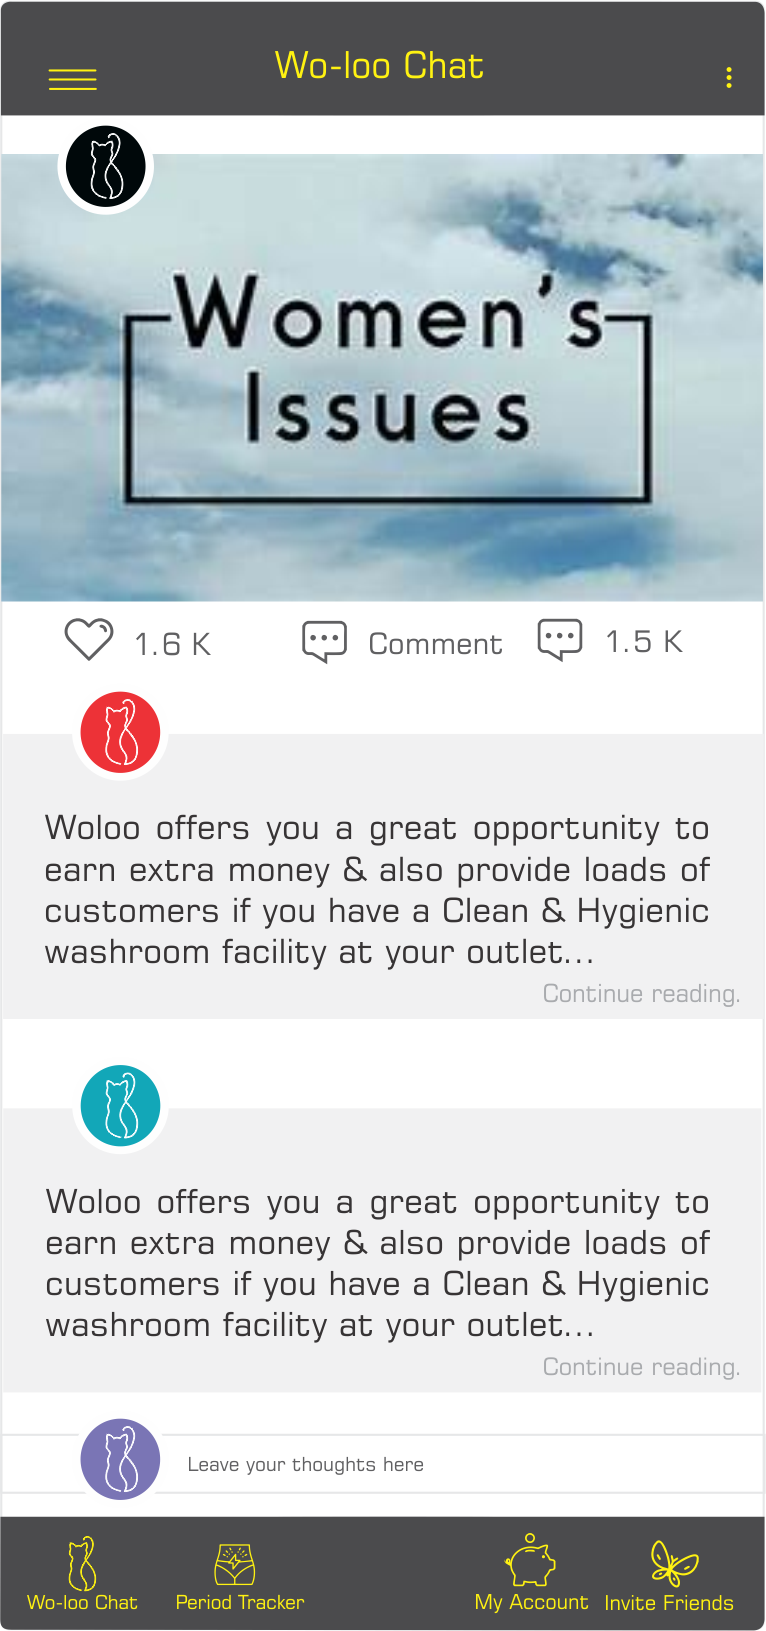 Wo-loo Chat
Women's
Issues
1.6 K
Comment
1.5 K
Woloo offers you a great opportunity to
earn extra money & also provide loads of
customers if you have a Clean & Hygienic
washroom facility at your outlet...
Continue reading.
Woloo offers you a great opportunity to
earn extra money & also provide loads of
customers if you have a Clean & Hygienic
washroom facility at your outlet...
Continue reading.
Leave your thoughts here
Wo-loo Chat
Period Tracker
My Account
Invite Friends